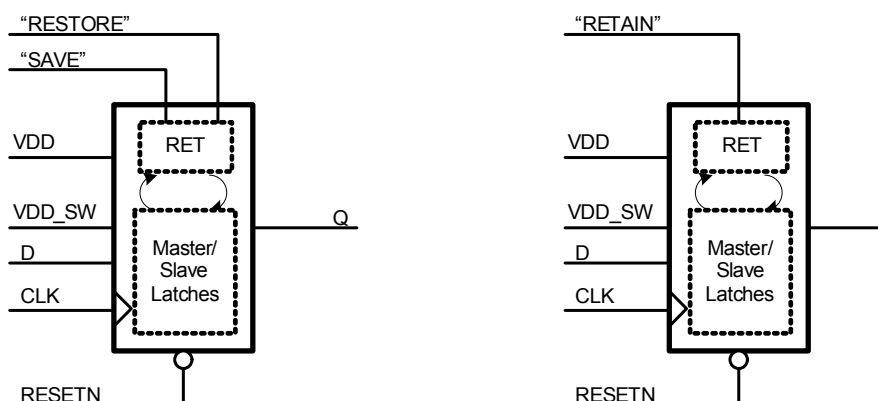 “RESTORE”
“SAVE”
VDD
RET
VDD_SW
Q
D
Master/
Slave
Latches
CLK
RESETN
“RETAIN”
VDD
RET
VDD_SW
D
Master/
Slave
Latches
CLK
RESETN